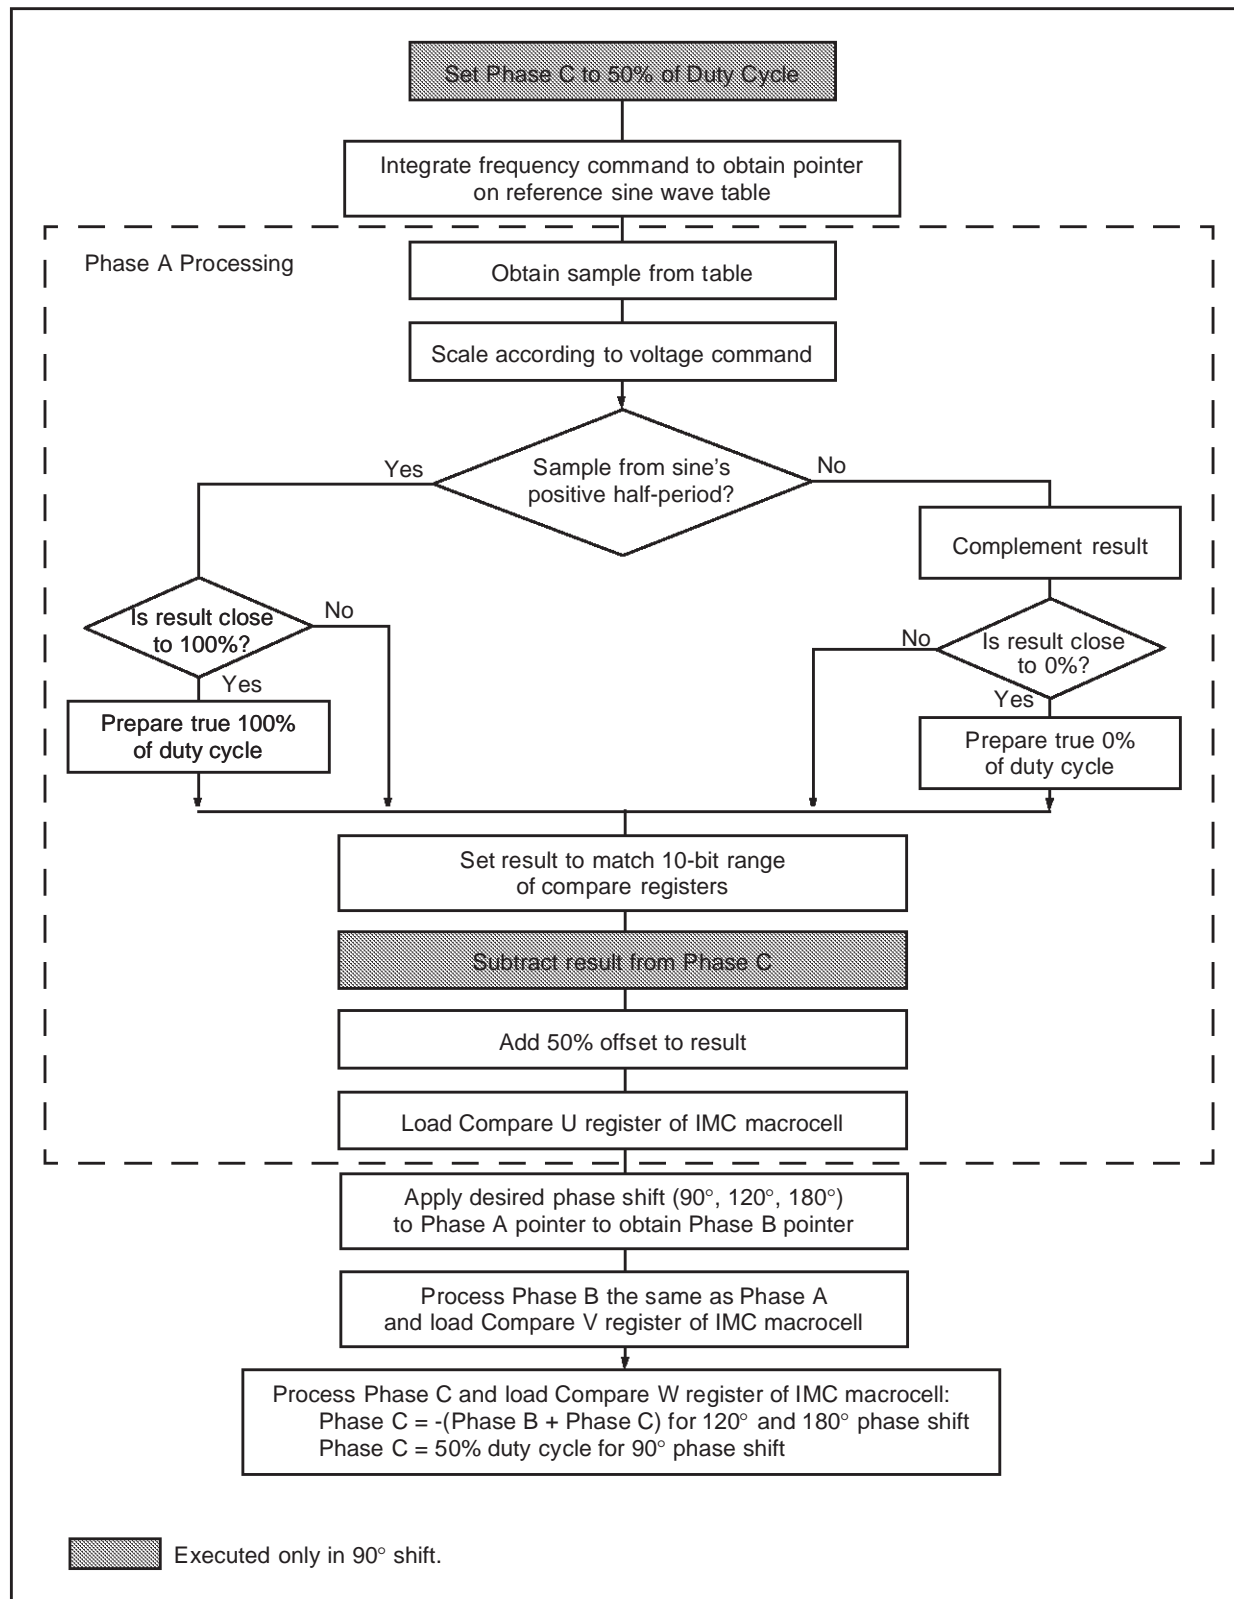 Set Phase C to 50% of Duty Cycle
Integrate frequency command to obtain pointer
on reference sine wave table
Phase A Processing
Obtain sample from table
Scale according to voltage command
Sample from sine's
positive half-period?
Yes
No
Complement result
Is result close
to 100%?
No
Yes
Is result close
to 0%?
No
Yes
Prepare true 100%
of duty cycle
Prepare true 0%
of duty cycle
Set result to match 10-bit range
of compare registers
Subtract result from Phase C
Add 50% offset to result
Load Compare U register of IMC macrocell
Apply desired phase shift (90°, 120°, 180°)
to Phase A pointer to obtain Phase B pointer
Process Phase B the same as Phase A
and load Compare V register of IMC macrocell
Process Phase C and load Compare W register of IMC macrocell:
Phase C = -(Phase B + Phase C) for 120° and 180° phase shift
Phase C = 50% duty cycle for 90° phase shift
Executed only in 90° shift.